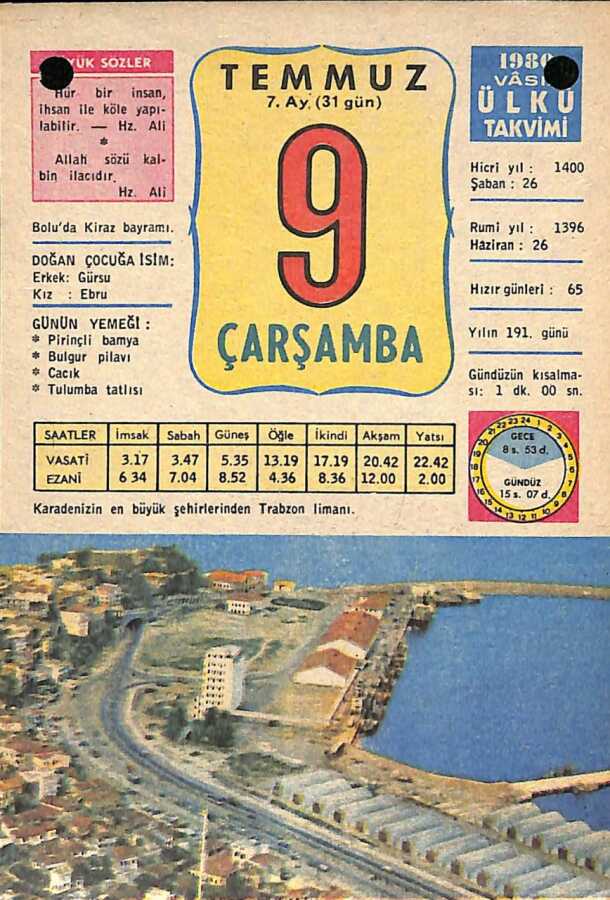 YÜK SÖZLER
Hür bir insan,
ihsan ile köle yapı-
labilir. — Hz. Ali
*
Allah sözü kal-
bin ilacıdır.
Hz. Ali
Bolu'da Kiraz bayramı.
DOĞAN ÇOCUĞA İSİM:
Erkek: Gürsu
Kız : Ebru
GÜNÜN YEMEĞİ :
* Pirinçli bamya
* Bulgur pilavı
* Cacık
* Tulumba tatlısı
TEMMUZ
7. Ay. (31 gün)
9
ÇARŞAMBA
1980
VÂSI
ÜLKÜ
TAKVİMİ
Hicri yıl : 1400
Şaban : 26
Rumi yıl : 1396
Haziran : 26
Hızır günleri : 65
Yılın 191. günü
Gündüzün kısalma-
sı: 1 dk. 00 sn.
SAATLER İmsak Sabah Güneş Öğle İkindi Akşam Yatsı
VASATİ 3.17 3.47 5.35 13.19 17.19 20.42 22.42
EZANİ 6 34 7.04 8.52 4.36 8.36 12.00 2.00
GECE
8 s. 53 d.
GÜNDÜZ
15 s. 07 d.
Karadenizin en büyük şehirlerinden Trabzon limanı.